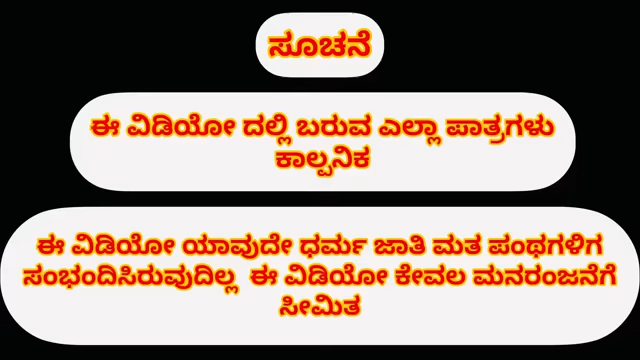 ಸೂಚನೆ
ಈ ವಿಡಿಯೋ ದಲ್ಲಿ ಬರುವ ಎಲ್ಲಾ ಪಾತ್ರಗಳು
ಕಾಲ್ಪನಿಕ
ಈ ವಿಡಿಯೋ ಯಾವುದೇ ಧರ್ಮ ಜಾತಿ ಮತ ಪಂಥಗಳಿಗ
ಸಂಭಂದಿಸಿರುವುದಿಲ್ಲ ಈ ವಿಡಿಯೋ ಕೇವಲ ಮನರಂಜನೆಗೆ
ಸೀಮಿತ